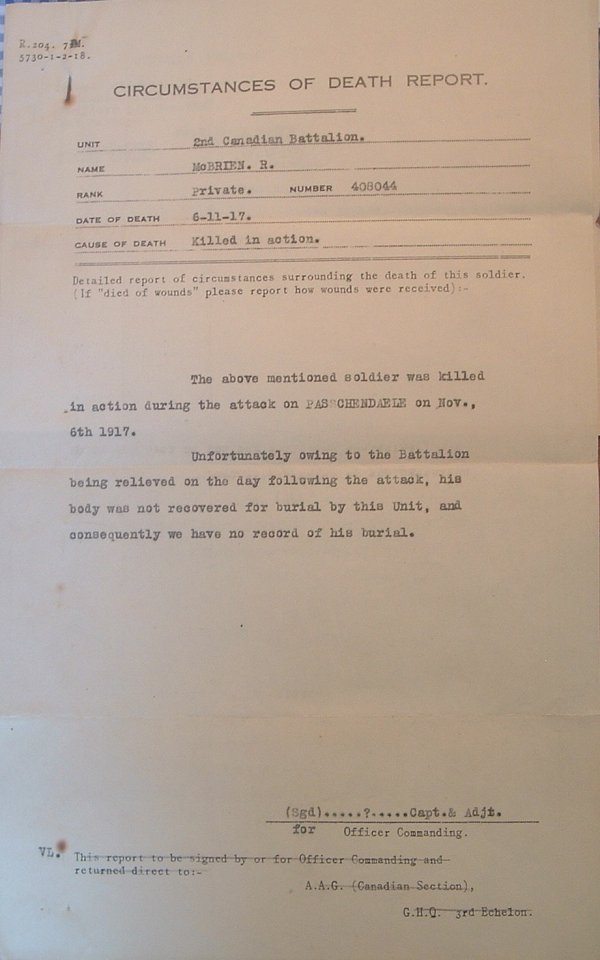 R.204.
5730-1-2-18.
CIRCUMSTANCES OF DEATH REPORT.
UNIT 2nd Canadian Battalion.
NAME McBRIEN. R.
RANK Private. NUMBER 408044
DATE OF DEATH 6-11-17.
CAUSE OF DEATH Killed in action.
Detailed report of circumstances surrounding the death of this soldier.
(If "died of wounds" please report how wounds were received):-
The above mentioned soldier was killed
in action during the attack on PASSCHENDAELE on Nov.,
6th 1917.
Unfortunately owing to the Battalion
being relieved on the day following the attack, his
body was not recovered for burial by this Unit, and
consequently we have no record of his burial.
(Sgd).....?.....Capt.& Adjt.
for Officer Commanding.
VL. This report to be signed by or for Officer Commanding and
returned direct to:-
A.A.G. (Canadian Section),
G.H.Q. 3rd Echelon.